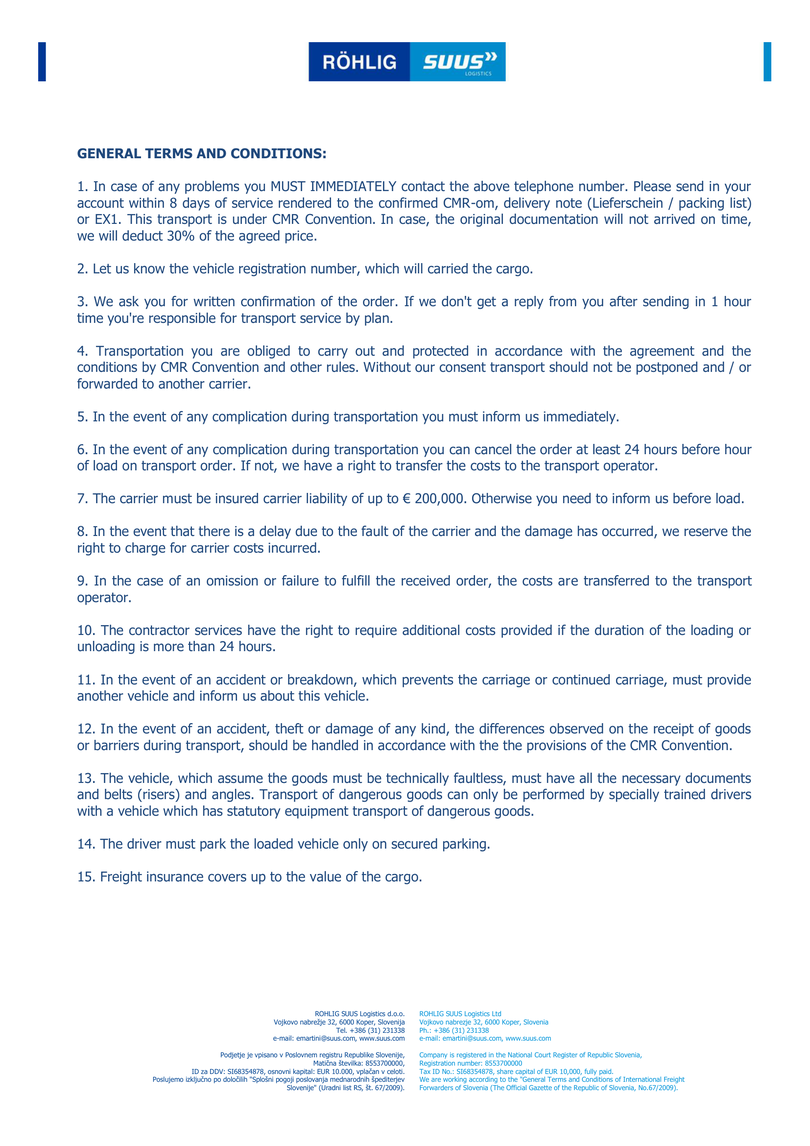 RÖHLIG SUUS
LOGISTICS
GENERAL TERMS AND CONDITIONS:
1. In case of any problems you MUST IMMEDIATELY contact the above telephone number. Please send in your
account within 8 days of service rendered to the confirmed CMR-om, delivery note (Lieferschein / packing list)
or EX1. This transport is under CMR Convention. In case, the original documentation will not arrived on time,
we will deduct 30% of the agreed price.
2. Let us know the vehicle registration number, which will carried the cargo.
3. We ask you for written confirmation of the order. If we don't get a reply from you after sending in 1 hour
time you're responsible for transport service by plan.
4. Transportation you are obliged to carry out and protected in accordance with the agreement and the
conditions by CMR Convention and other rules. Without our consent transport should not be postponed and / or
forwarded to another carrier.
5. In the event of any complication during transportation you must inform us immediately.
6. In the event of any complication during transportation you can cancel the order at least 24 hours before hour
of load on transport order. If not, we have a right to transfer the costs to the transport operator.
7. The carrier must be insured carrier liability of up to € 200,000. Otherwise you need to inform us before load.
8. In the event that there is a delay due to the fault of the carrier and the damage has occurred, we reserve the
right to charge for carrier costs incurred.
9. In the case of an omission or failure to fulfill the received order, the costs are transferred to the transport
operator.
10. The contractor services have the right to require additional costs provided if the duration of the loading or
unloading is more than 24 hours.
11. In the event of an accident or breakdown, which prevents the carriage or continued carriage, must provide
another vehicle and inform us about this vehicle.
12. In the event of an accident, theft or damage of any kind, the differences observed on the receipt of goods
or barriers during transport, should be handled in accordance with the the provisions of the CMR Convention.
13. The vehicle, which assume the goods must be technically faultless, must have all the necessary documents
and belts (risers) and angles. Transport of dangerous goods can only be performed by specially trained drivers
with a vehicle which has statutory equipment transport of dangerous goods.
14. The driver must park the loaded vehicle only on secured parking.
15. Freight insurance covers up to the value of the cargo.
ROHLIG SUUS Logistics d.o.o.
Vojkovo nabrežje 32, 6000 Koper, Slovenija
Tel. +386 (31) 231338
e-mail: emartini@suus.com, www.suus.com
Podjetje je vpisano v Poslovnem registru Republike Slovenije,
Matična številka: 8553700000,
ID za DDV: SI68354878, osnovni kapital: EUR 10.000, vplačan v celoti.
Poslujemo izključno po določilih "Splošni pogoji poslovanja mednarodnih špediterjev
Slovenije" (Uradni list RS, št. 67/2009).
ROHLIG SUUS Logistics Ltd
Vojkovo nabrezje 32, 6000 Koper, Slovenia
Ph.: +386 (31) 231338
e-mail: emartini@suus.com, www.suus.com
Company is registered in the National Court Register of Republic Slovenia,
Registration number: 8553700000
Tax ID No.: SI68354878, share capital of EUR 10,000, fully paid.
We are working according to the "General Terms and Conditions of International Freight
Forwarders of Slovenia (The Official Gazette of the Republic of Slovenia, No.67/2009).